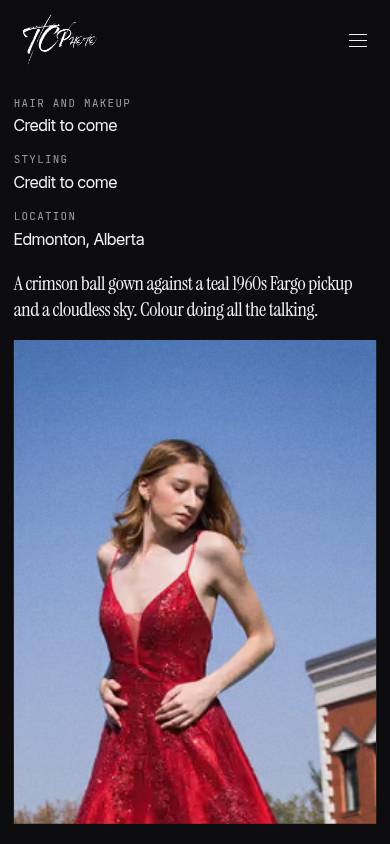 TCPhoto
HAIR AND MAKEUP
Credit to come
STYLING
Credit to come
LOCATION
Edmonton, Alberta
A crimson ball gown against a teal 1960s Fargo pickup
and a cloudless sky. Colour doing all the talking.